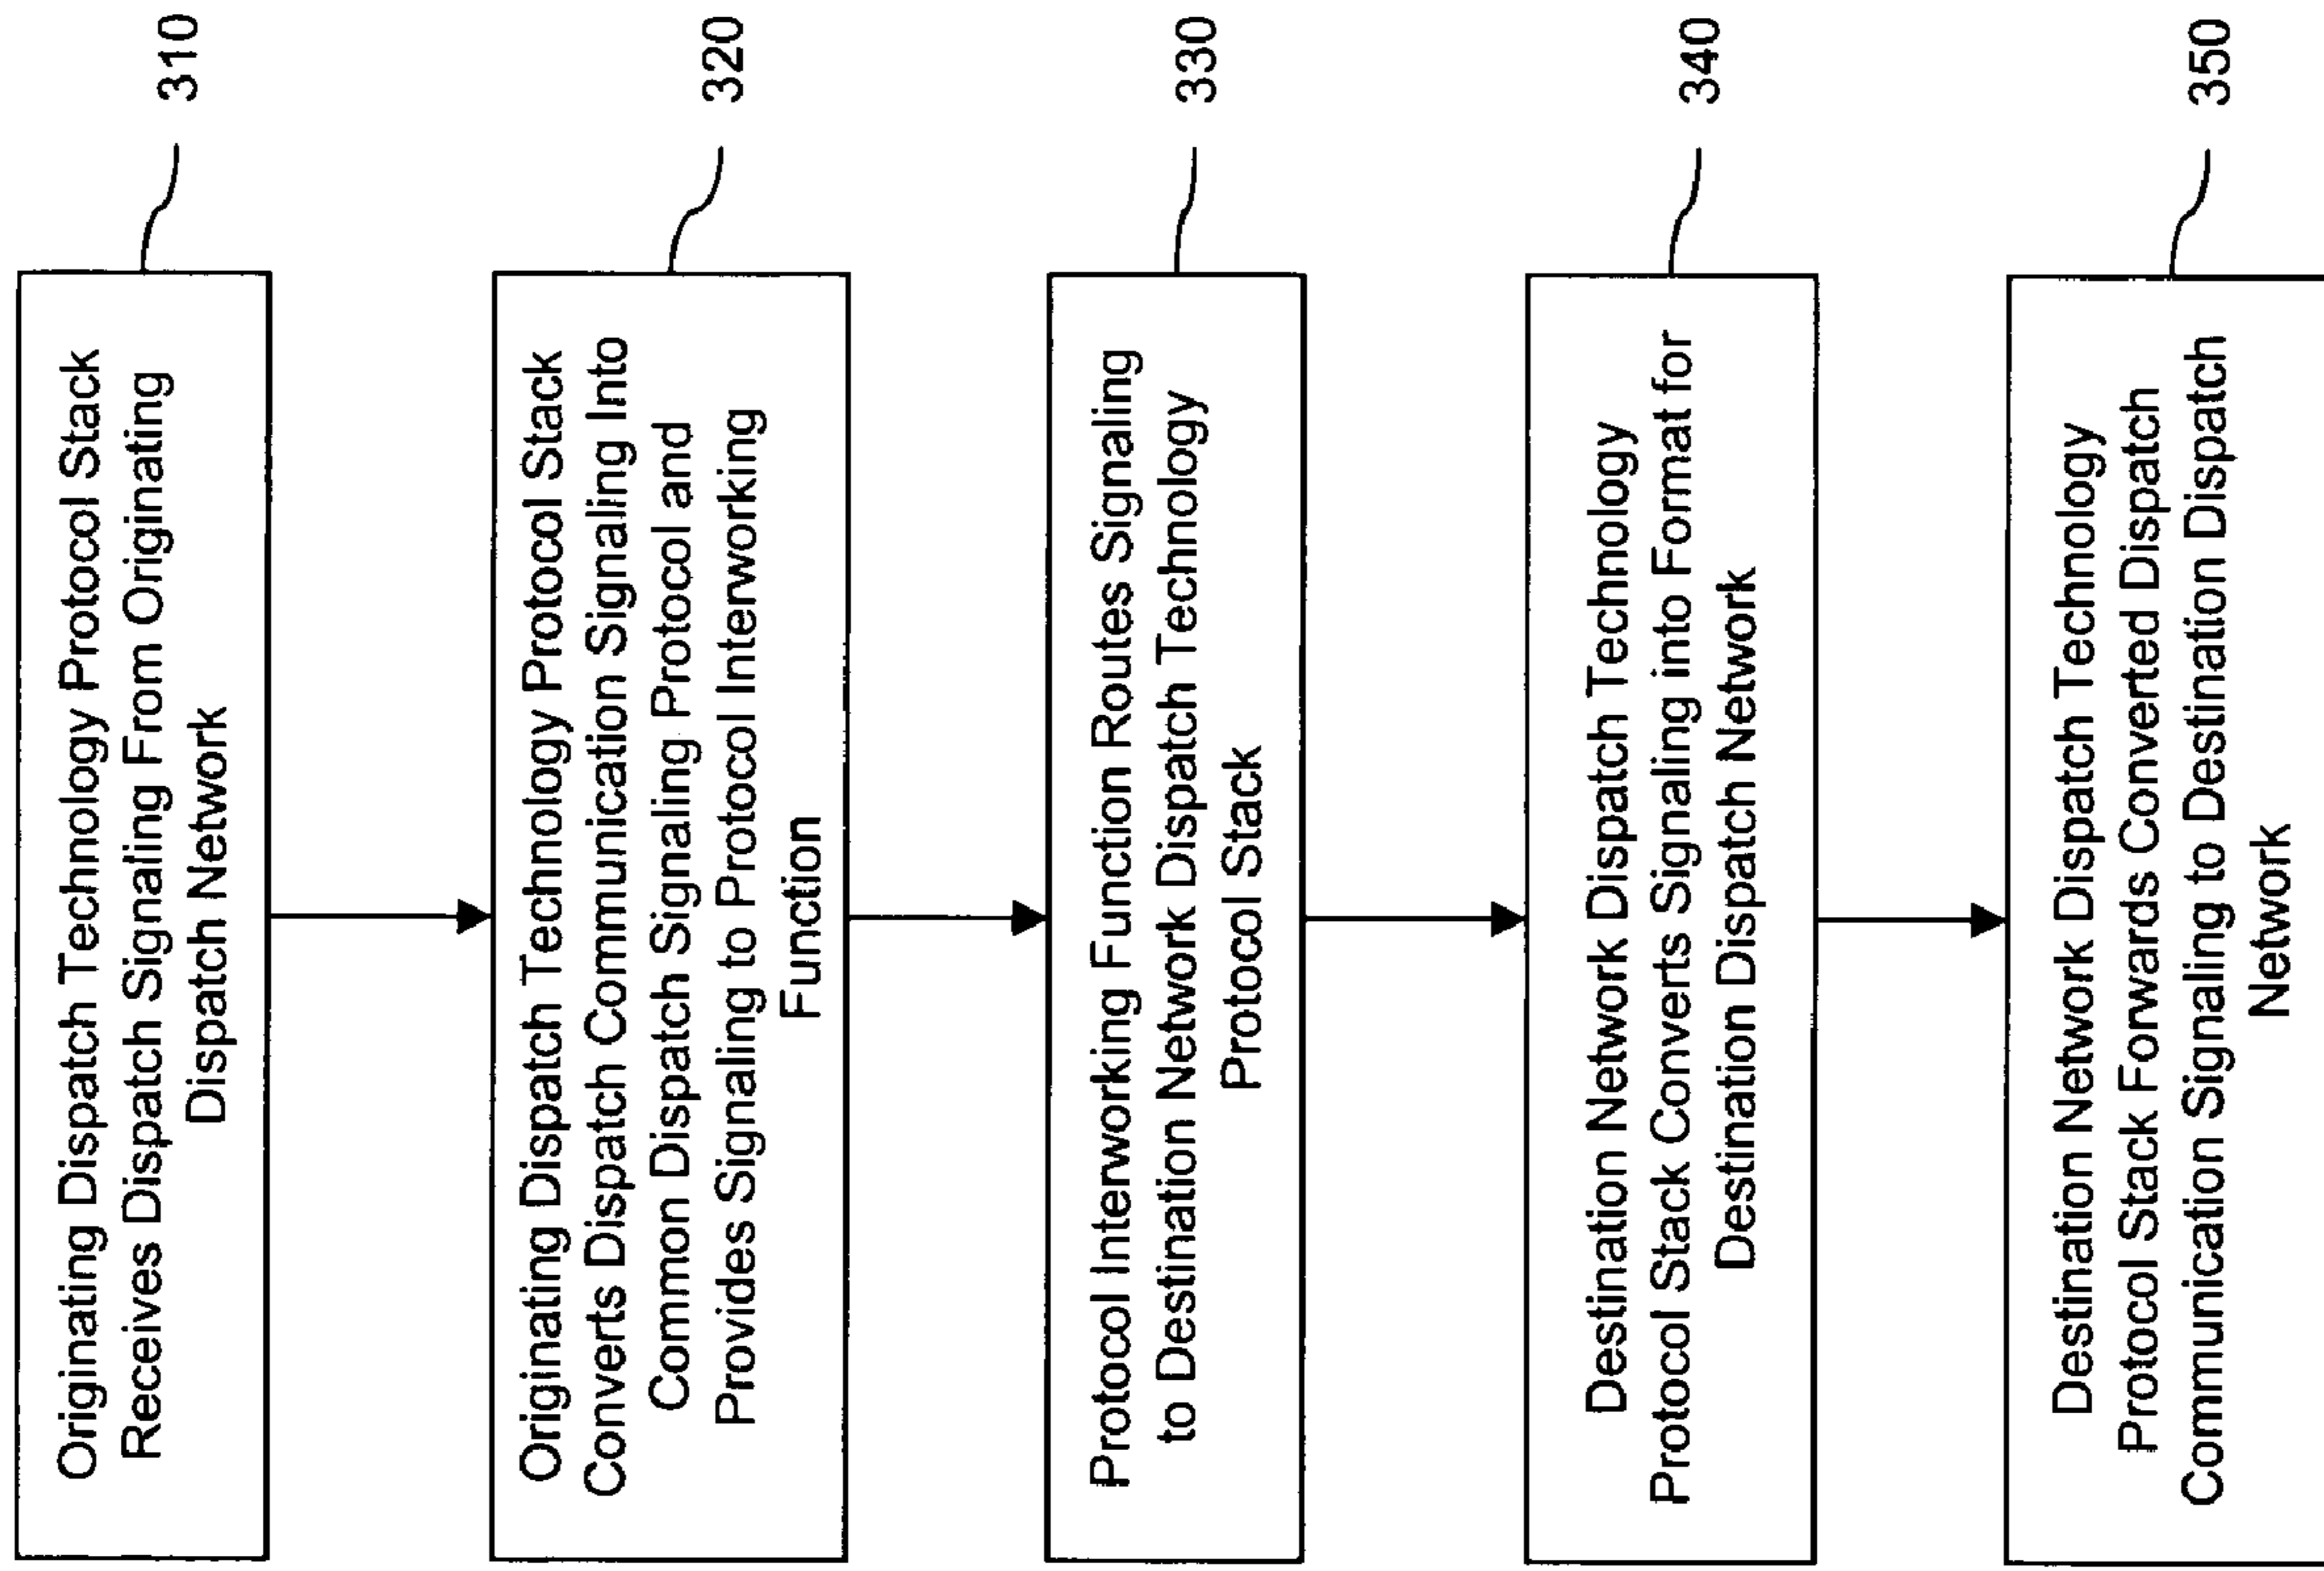 Originating Dispatch Technology Protocol Stack
Receives Dispatch Signaling From Originating
Dispatch Network
310
Originating Dispatch Technology Protocol Stack
Converts Dispatch Communication Signaling Into
Common Dispatch Signaling Protocol and
Provides Signaling to Protocol Interworking
Function
320
Protocol Interworking Function Routes Signaling
to Destination Network Dispatch Technology
Protocol Stack
330
Destination Network Dispatch Technology
Protocol Stack Converts Signaling into Format for
Destination Dispatch Network
340
Destination Network Dispatch Technology
Protocol Stack Forwards Converted Dispatch
Communication Signaling to Destination Dispatch
Network
350